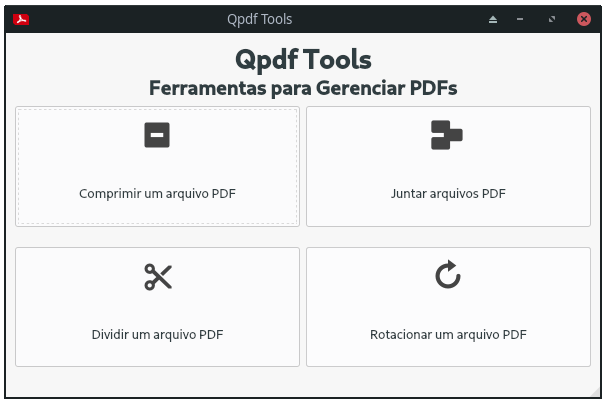 Qpdf Tools
Qpdf Tools
Ferramentas para Gerenciar PDFs
Comprimir um arquivo PDF
Juntar arquivos PDF
Dividir um arquivo PDF
Rotacionar um arquivo PDF